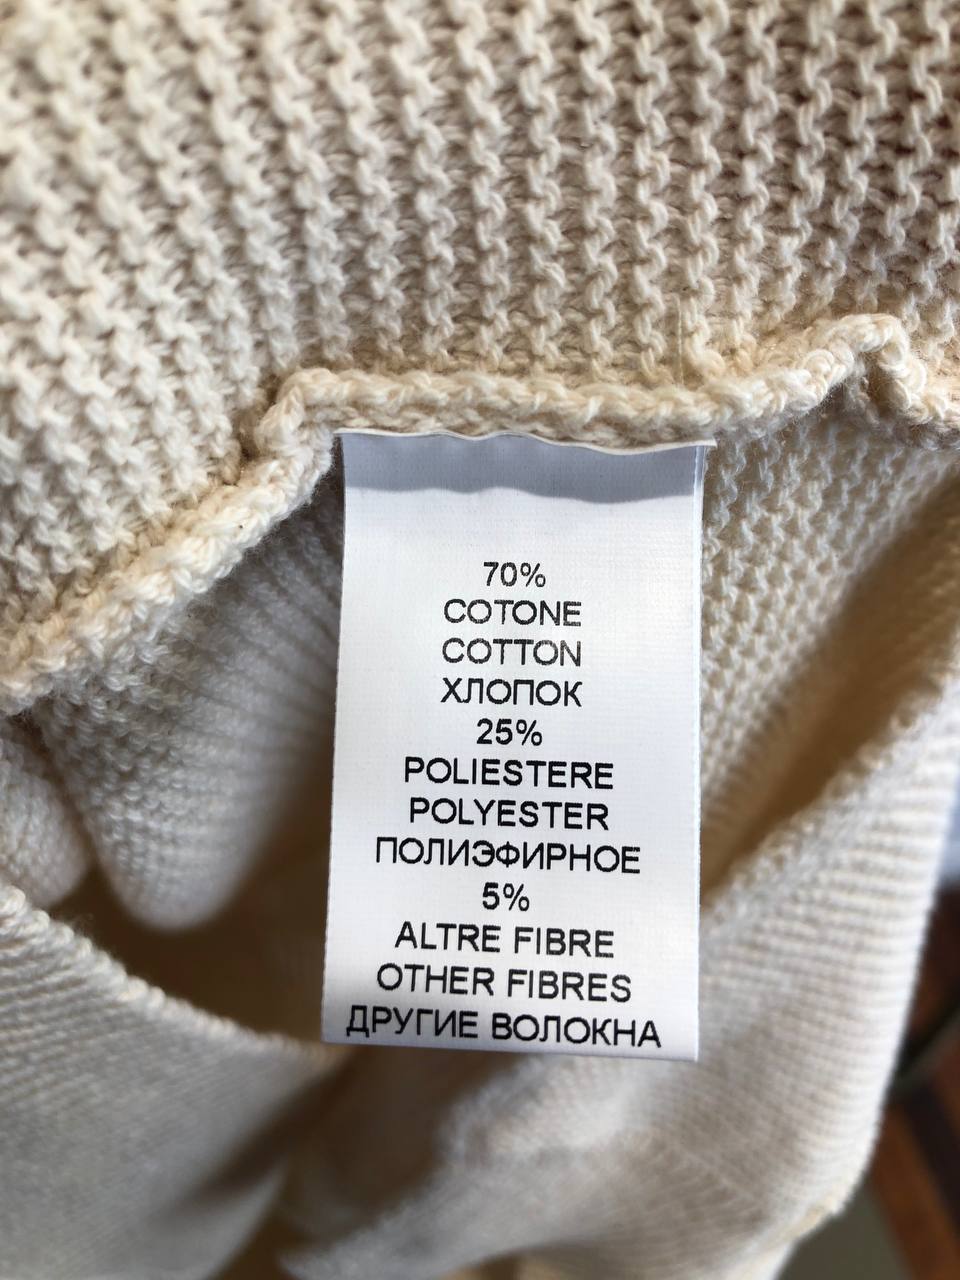 70%
COTONE
COTTON
ХЛОПОК
25%
POLIESTERE
POLYESTER
ПОЛИЭФИРНОЕ
5%
ALTRE FIBRE
OTHER FIBRES
ДРУГИЕ ВОЛОКНА